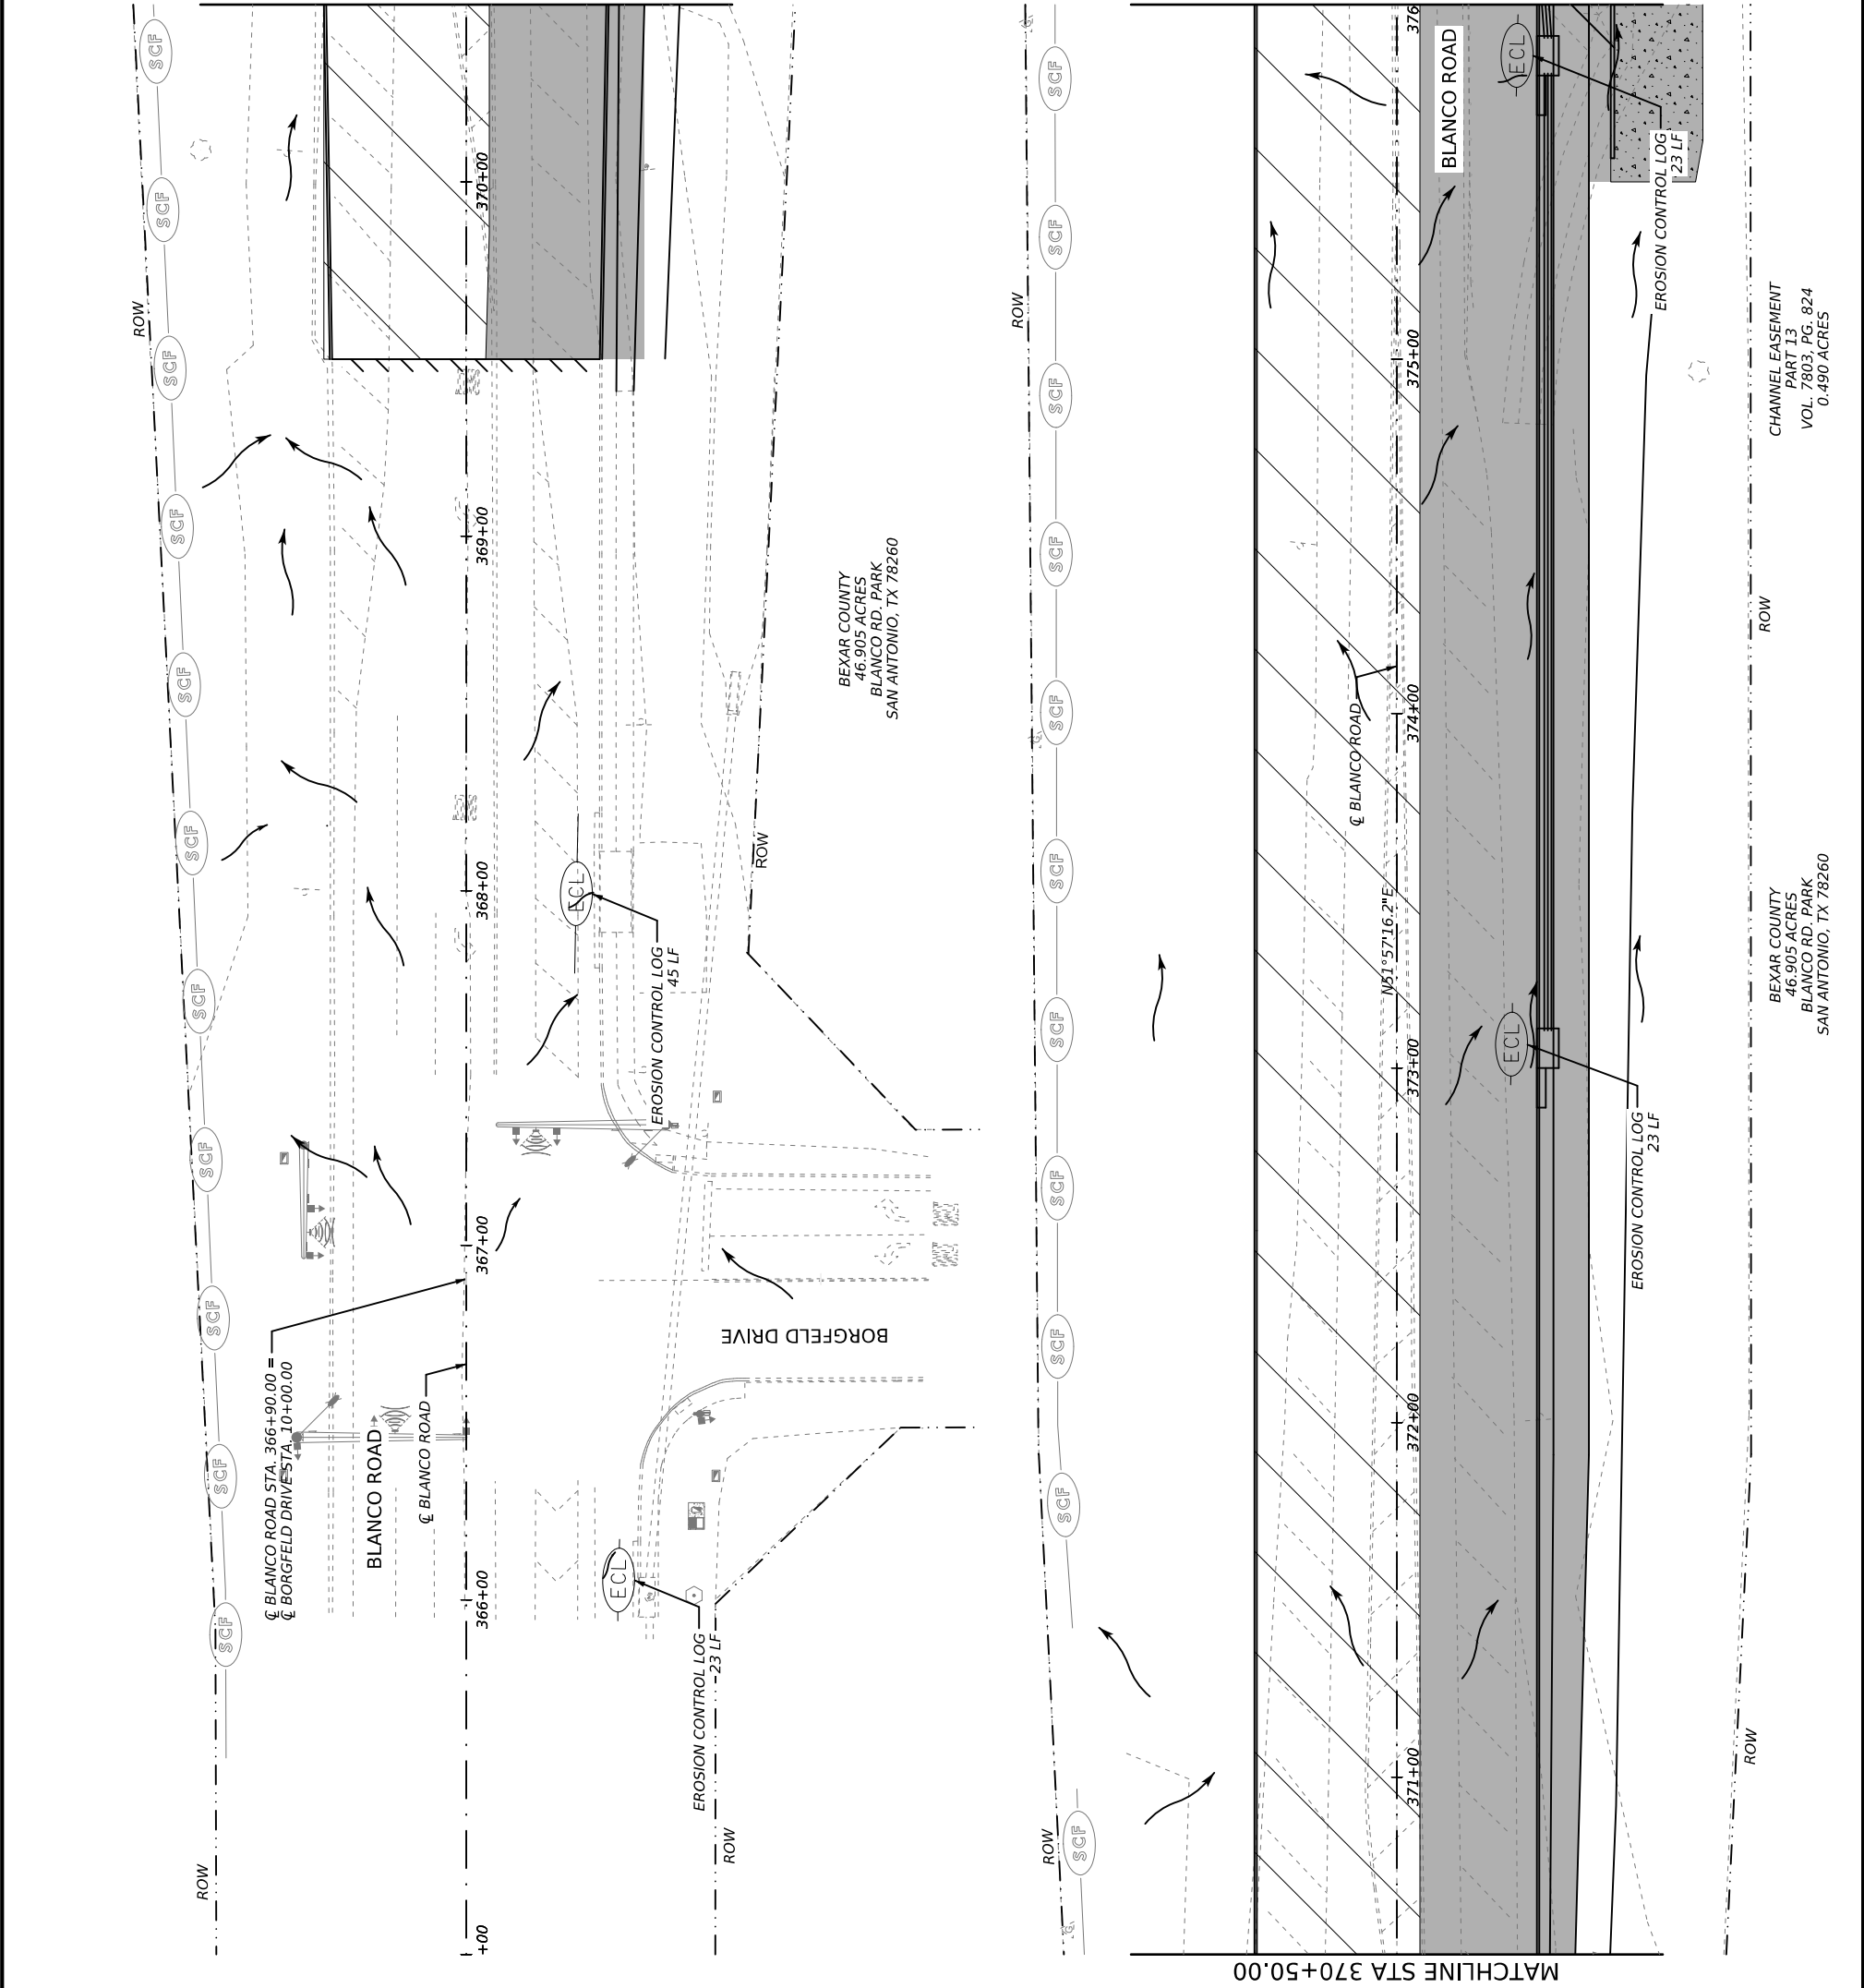 ROW
SCF
SCF
SCF
SCF
SCF
SCF
SCF
SCF
SCF
SCF
SCF
ROW
℄ BLANCO ROAD STA. 366+90.00 =
℄ BORGFELD DRIVE STA. 10+00.00
BLANCO ROAD
℄ BLANCO ROAD
+00
366+00
367+00
368+00
369+00
370+00
ECL
EROSION CONTROL LOG
23 LF
ECL
EROSION CONTROL LOG
45 LF
BORGFELD DRIVE
ROW
ROW
BEXAR COUNTY
46.905 ACRES
BLANCO RD. PARK
SAN ANTONIO, TX 78260
ROW
SCF
SCF
SCF
SCF
SCF
SCF
SCF
SCF
SCF
SCF
SCF
ROW
MATCHLINE STA 370+50.00
℄ BLANCO ROAD
N51°57'16.2"E
371+00
372+00
373+00
374+00
375+00
376
BLANCO ROAD
ECL
EROSION CONTROL LOG
23 LF
ECL
EROSION CONTROL LOG
23 LF
ROW
ROW
CHANNEL EASEMENT
PART 13
VOL. 7803, PG. 824
0.490 ACRES
BEXAR COUNTY
46.905 ACRES
BLANCO RD. PARK
SAN ANTONIO, TX 78260